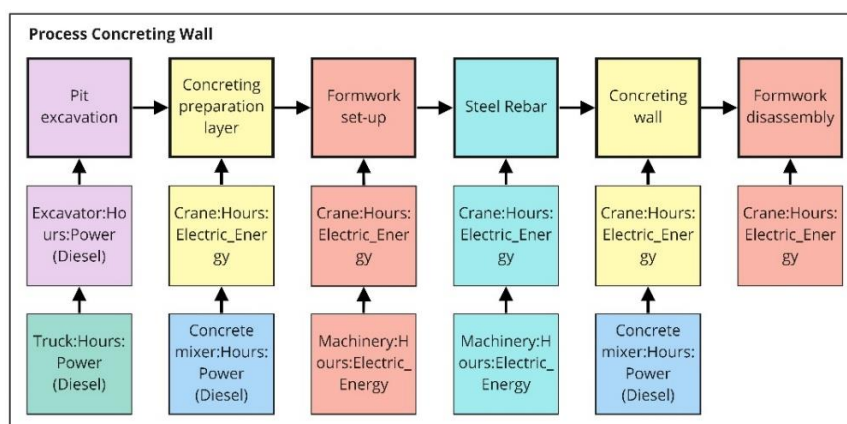 Process Concreting Wall
Pit
excavation
Concreting
preparation
layer
Formwork
set-up
Steel Rebar
Concreting
wall
Formwork
disassembly
Excavator:Ho
urs:Power
(Diesel)
Crane:Hours:
Electric_Ener
gy
Crane:Hours:
Electric_Ener
gy
Crane:Hours:
Electric_Ener
gy
Crane:Hours:
Electric_Ener
gy
Crane:Hours:
Electric_Ener
gy
Truck:Hours:
Power
(Diesel)
Concrete
mixer:Hours:
Power
(Diesel)
Machinery:H
ours:Electric_
Energy
Machinery:H
ours:Electric_
Energy
Concrete
mixer:Hours:
Power
(Diesel)